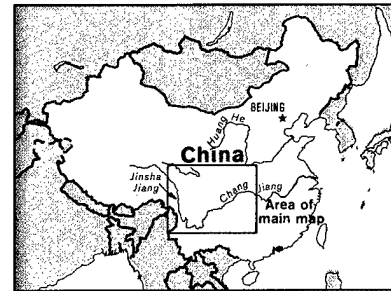 BEIJING
Huang He
China
Jinsha
Jiang
Chang Jiang
Area of
main map